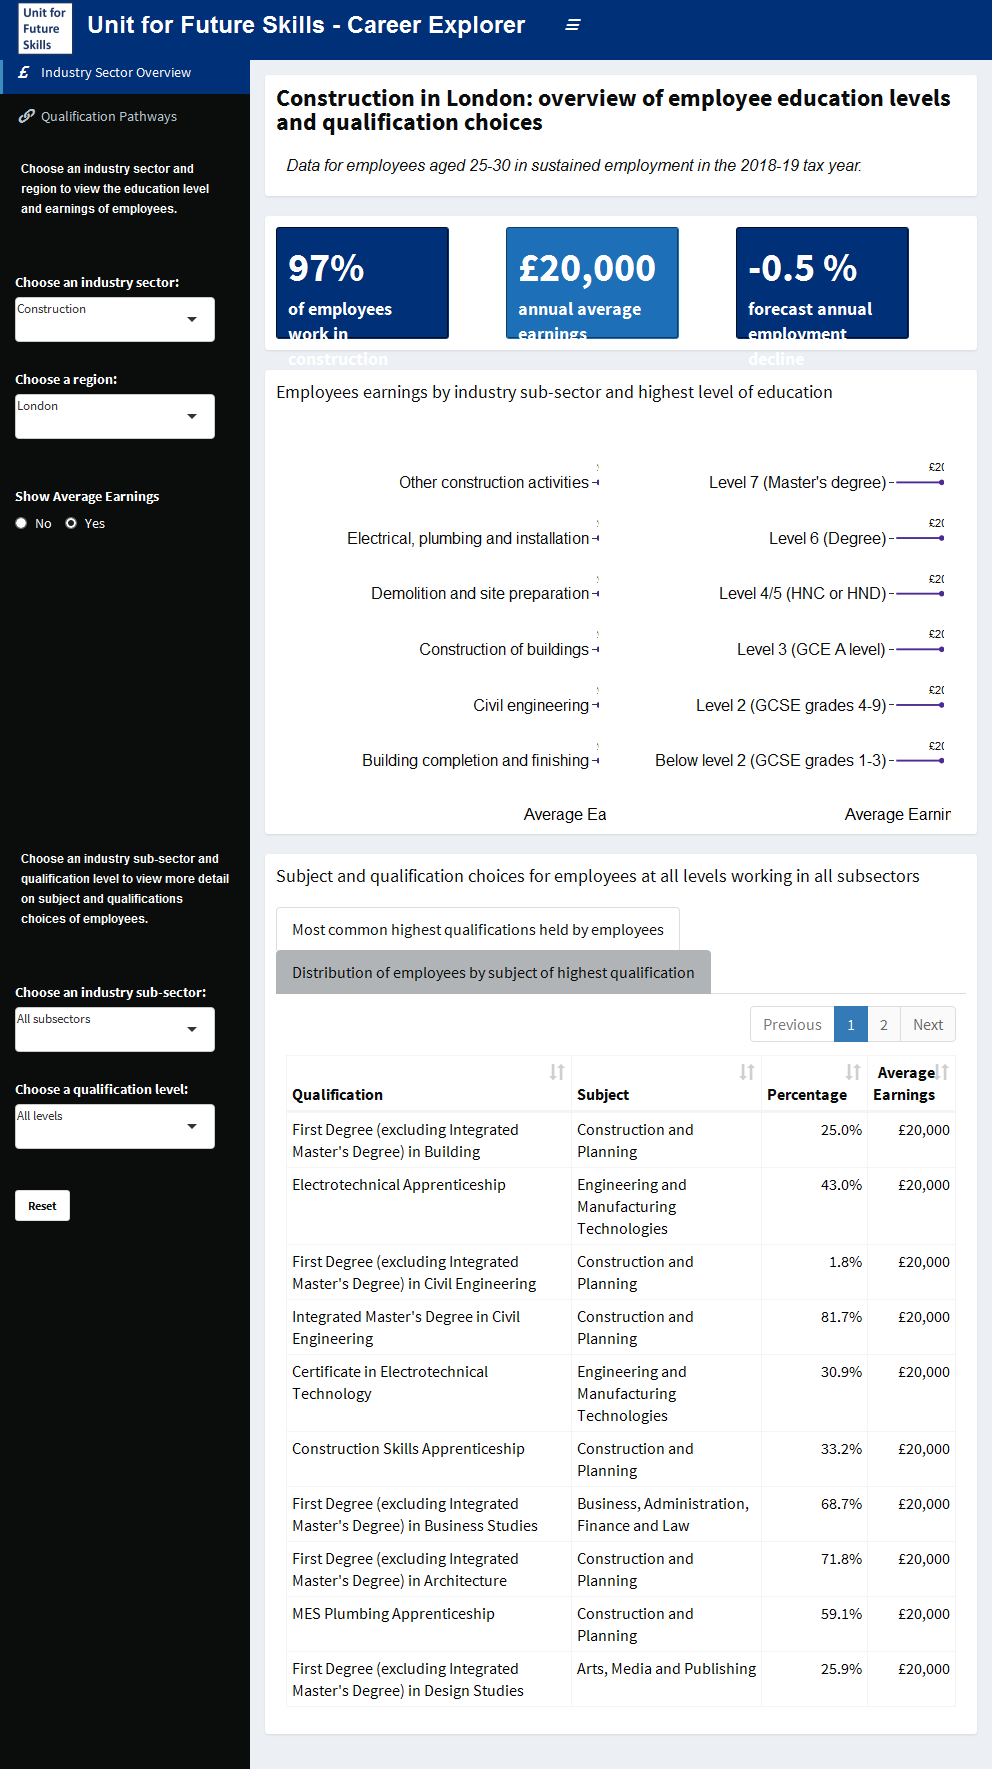 Unit for
Future
Skills
Unit for Future Skills - Career Explorer
£ Industry Sector Overview
Qualification Pathways
Choose an industry sector and
region to view the education level
and earnings of employees.
Choose an industry sector:
Construction
Choose a region:
London
Show Average Earnings
No Yes
Choose an industry sub-sector and
qualification level to view more detail
on subject and qualifications
choices of employees.
Choose an industry sub-sector:
All subsectors
Choose a qualification level:
All levels
Reset
Construction in London: overview of employee education levels
and qualification choices
Data for employees aged 25-30 in sustained employment in the 2018-19 tax year.
97%
of employees
work in
construction
£20,000
annual average
earnings
-0.5 %
forecast annual
employment
decline
Employees earnings by industry sub-sector and highest level of education
Other construction activities
Electrical, plumbing and installation
Demolition and site preparation
Construction of buildings
Civil engineering
Building completion and finishing
Average Ea
Level 7 (Master's degree) £20
Level 6 (Degree) £20
Level 4/5 (HNC or HND) £20
Level 3 (GCE A level) £20
Level 2 (GCSE grades 4-9) £20
Below level 2 (GCSE grades 1-3) £20
Average Earnin
Subject and qualification choices for employees at all levels working in all subsectors
Most common highest qualifications held by employees
Distribution of employees by subject of highest qualification
Previous 1 2 Next
Qualification Subject Percentage Average
Earnings
First Degree (excluding Integrated
Master's Degree) in Building
Construction and
Planning
25.0% £20,000
Electrotechnical Apprenticeship
Engineering and
Manufacturing
Technologies
43.0% £20,000
First Degree (excluding Integrated
Master's Degree) in Civil Engineering
Construction and
Planning
1.8% £20,000
Integrated Master's Degree in Civil
Engineering
Construction and
Planning
81.7% £20,000
Certificate in Electrotechnical
Technology
Engineering and
Manufacturing
Technologies
30.9% £20,000
Construction Skills Apprenticeship
Construction and
Planning
33.2% £20,000
First Degree (excluding Integrated
Master's Degree) in Business Studies
Business, Administration,
Finance and Law
68.7% £20,000
First Degree (excluding Integrated
Master's Degree) in Architecture
Construction and
Planning
71.8% £20,000
MES Plumbing Apprenticeship
Construction and
Planning
59.1% £20,000
First Degree (excluding Integrated
Master's Degree) in Design Studies
Arts, Media and Publishing
25.9% £20,000